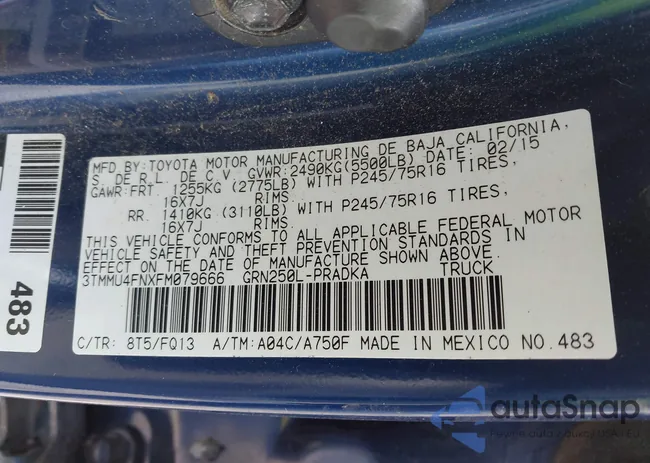 MFD BY: TOYOTA MOTOR MANUFACTURING DE BAJA CALIFORNIA,
S. DE R.L. DE C.V. GVWR:2490KG(5500LB) DATE: 02/15
GAWR:FRT. 1255KG (2775LB) WITH P245/75R16 TIRES,
16X7J RIMS.
RR. 1410KG (3110LB) WITH P245/75R16 TIRES,
16X7J RIMS.
THIS VEHICLE CONFORMS TO ALL APPLICABLE FEDERAL MOTOR
VEHICLE SAFETY AND THEFT PREVENTION STANDARDS IN
EFFECT ON THE DATE OF MANUFACTURE SHOWN ABOVE.
3TMMU4FNXFM079666 GRN250L-PRADKA TRUCK
C/TR: 8T5/FQ13 A/TM:A04C/A750F MADE IN MEXICO NO.483
483
autoSnap